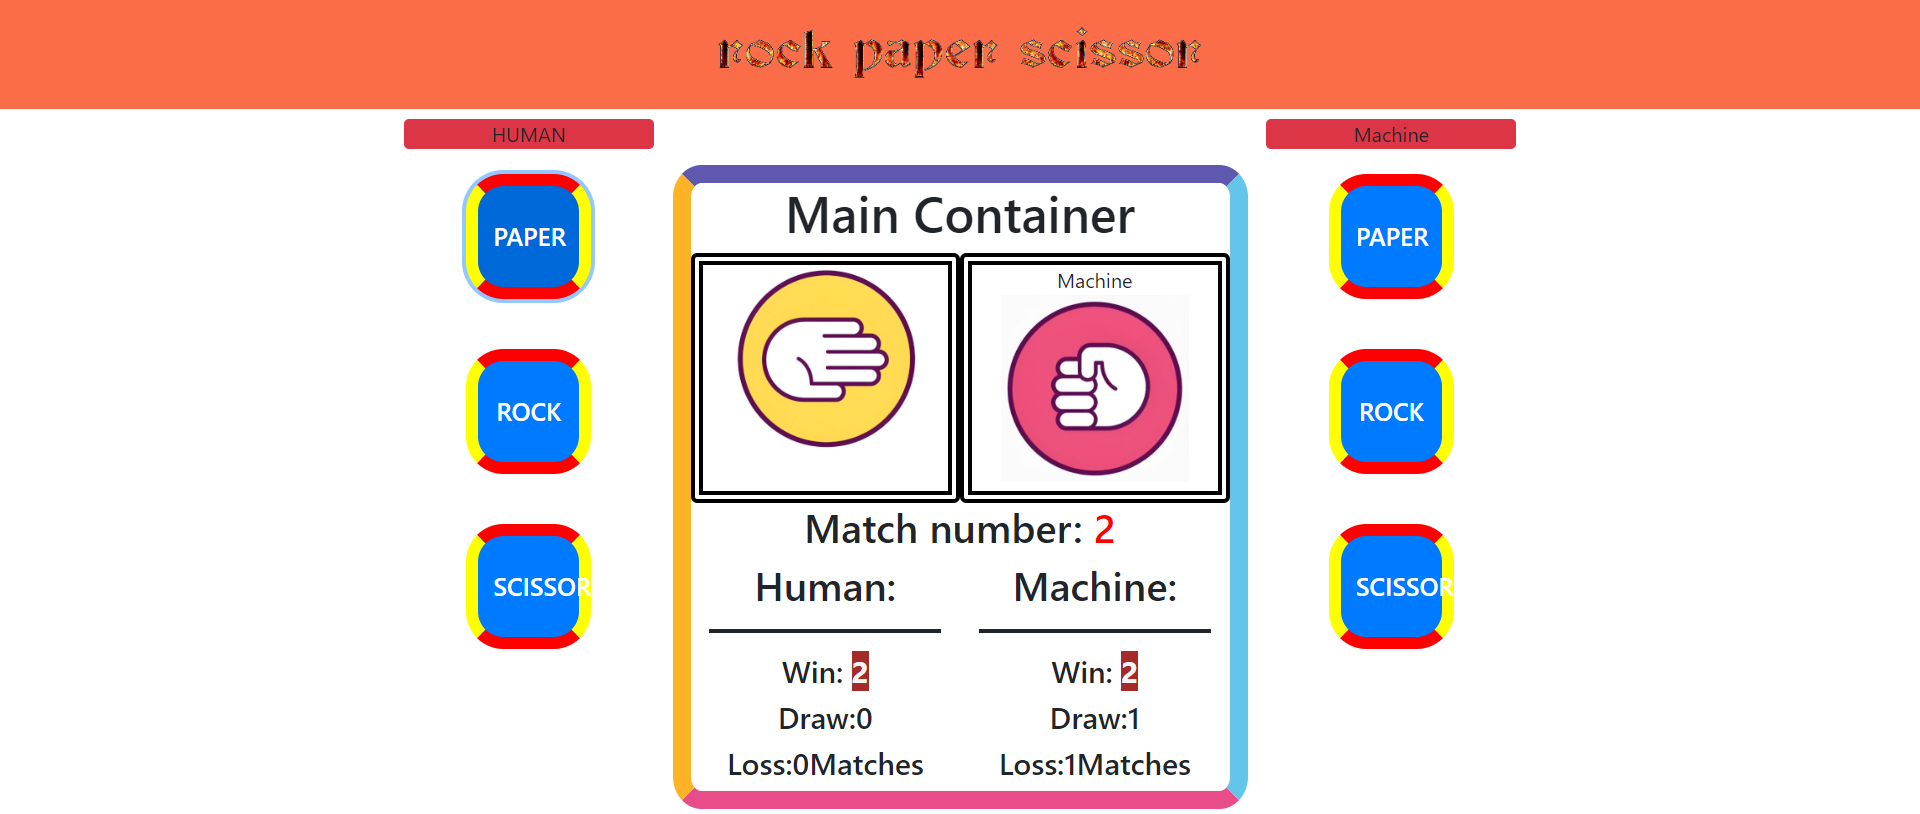 rock paper scissor
HUMAN
Machine
PAPER
ROCK
SCISSOR
Main Container
Machine
Match number: 2
Human:
Win: 2
Draw:0
Loss:0Matches
Machine:
Win: 2
Draw:1
Loss:1Matches
PAPER
ROCK
SCISSOR